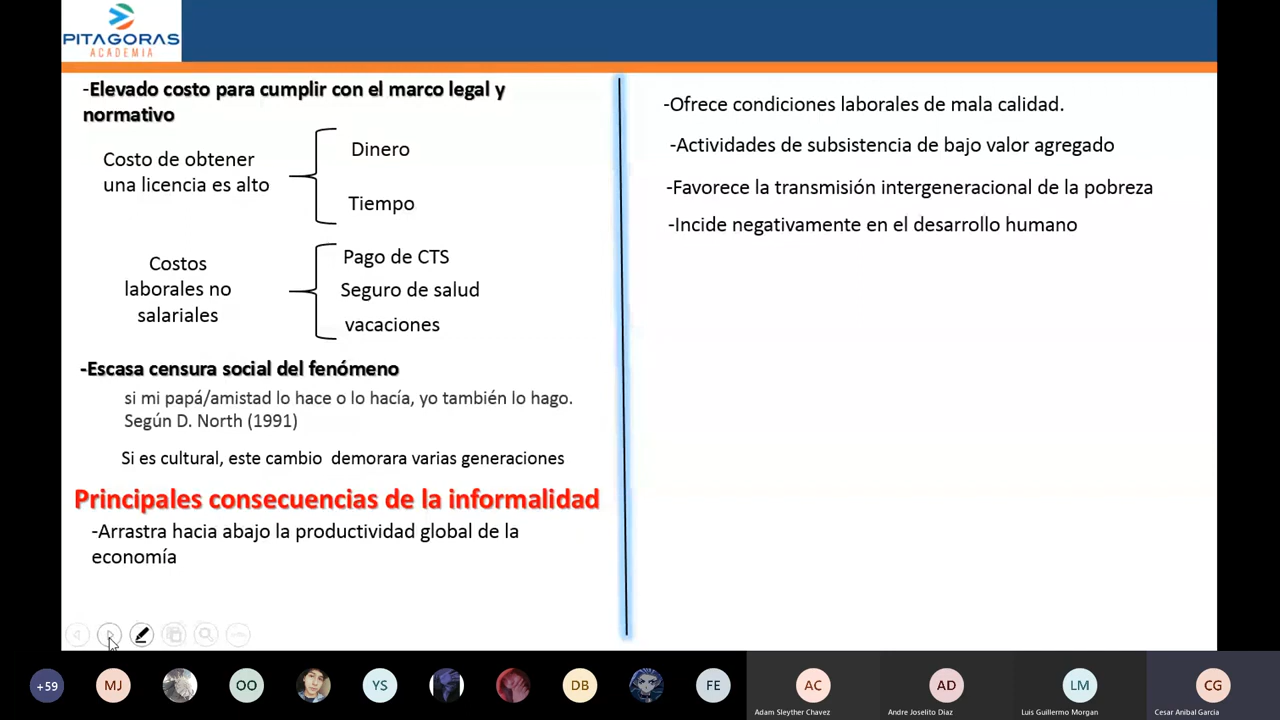 PITAGORAS
ACADEMIA
-Elevado costo para cumplir con el marco legal y
normativo
Costo de obtener
una licencia es alto
Dinero
Tiempo
Costos
laborales no
salariales
Pago de CTS
Seguro de salud
vacaciones
-Escasa censura social del fenómeno
si mi papá/amistad lo hace o lo hacía, yo también lo hago.
Según D. North (1991)
Si es cultural, este cambio demorara varias generaciones
Principales consecuencias de la informalidad
-Arrastra hacia abajo la productividad global de la
economía
-Ofrece condiciones laborales de mala calidad.
-Actividades de subsistencia de bajo valor agregado
-Favorece la transmisión intergeneracional de la pobreza
-Incide negativamente en el desarrollo humano
+59
MJ
OO
YS
DB
FE
AC
AD
LM
CG
Adam Sleyther Chavez
Andre Joselito Diaz
Luis Guillermo Morgan
Cesar Anibal Garcia